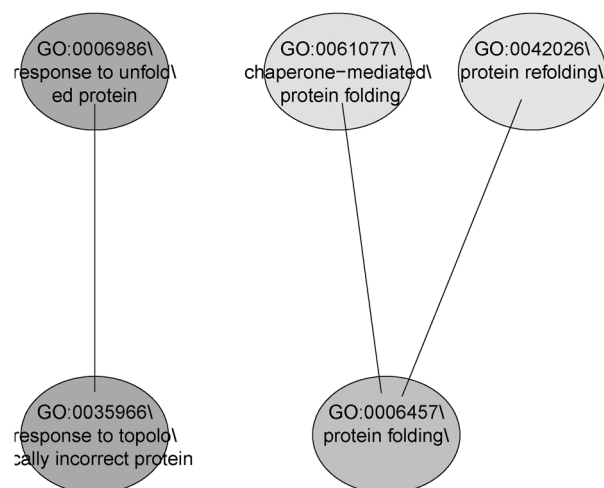 GO:0006986\
response to unfold\
ed protein
GO:0061077\
chaperone−mediated\
protein folding
GO:0042026\
protein refolding\
GO:0035966\
response to topolo\
cally incorrect protein
GO:0006457\
protein folding\